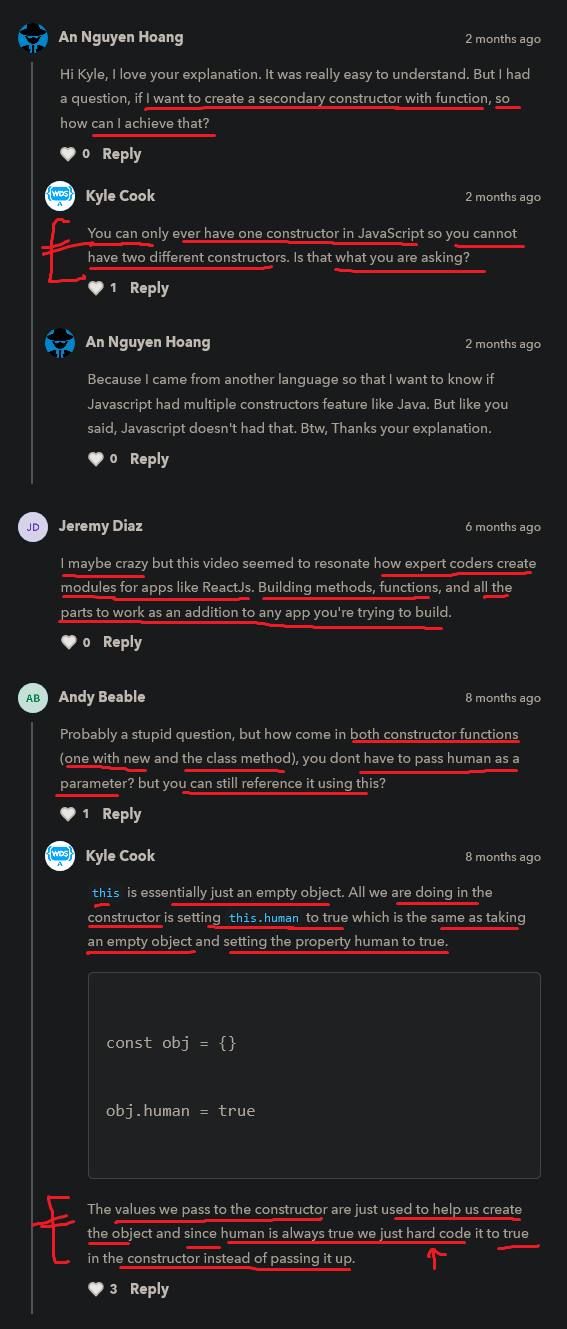 An Nguyen Hoang
2 months ago
Hi Kyle, I love your explanation. It was really easy to understand. But I had
a question, if I want to create a secondary constructor with function, so
how can I achieve that?
0 Reply
WDS
A
Kyle Cook
2 months ago
You can only ever have one constructor in JavaScript so you cannot
have two different constructors. Is that what you are asking?
1 Reply
An Nguyen Hoang
2 months ago
Because I came from another language so that I want to know if
Javascript had multiple constructors feature like Java. But like you
said, Javascript doesn't had that. Btw, Thanks your explanation.
0 Reply
JD
Jeremy Diaz
6 months ago
I maybe crazy but this video seemed to resonate how expert coders create
modules for apps like ReactJs. Building methods, functions, and all the
parts to work as an addition to any app you're trying to build.
0 Reply
AB
Andy Beable
8 months ago
Probably a stupid question, but how come in both constructor functions
(one with new and the class method), you dont have to pass human as a
parameter? but you can still reference it using this?
1 Reply
WDS
A
Kyle Cook
8 months ago
this is essentially just an empty object. All we are doing in the
constructor is setting this.human to true which is the same as taking
an empty object and setting the property human to true.
const obj = {}
obj.human = true
The values we pass to the constructor are just used to help us create
the object and since human is always true we just hard code it to true
in the constructor instead of passing it up.
3 Reply